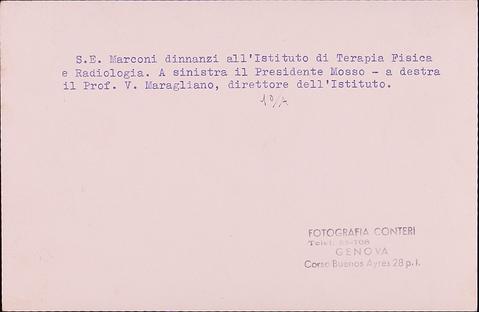 S.E. Marconi dinnanzi all'Istituto di Terapia Fisica
e Radiologia. A sinistra il Presidente Mosso - a destra
il Prof. V. Maragliano, direttore dell'Istituto.
FOTOGRAFIA CONTERI
GENOVA
Corso Buenos Ayres 28 p. I.